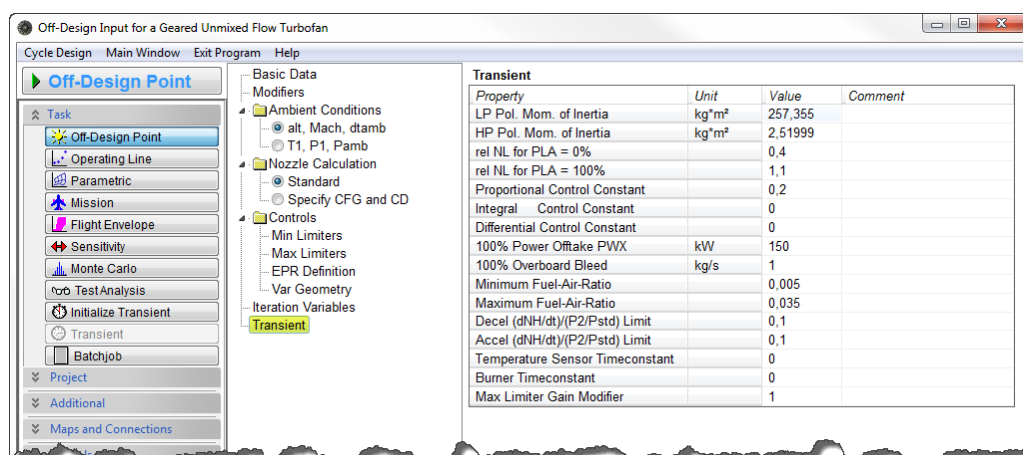 Off-Design Input for a Geared Unmixed Flow Turbofan
Cycle Design Main Window Exit Program Help
Off-Design Point
Task
Off-Design Point
Operating Line
Parametric
Mission
Flight Envelope
Sensitivity
Monte Carlo
Test Analysis
Initialize Transient
Transient
Batchjob
Project
Additional
Maps and Connections
Basic Data
Modifiers
Ambient Conditions
alt, Mach, dtamb
T1, P1, Pamb
Nozzle Calculation
Standard
Specify CFG and CD
Controls
Min Limiters
Max Limiters
EPR Definition
Var Geometry
Iteration Variables
Transient
Transient
Property Unit Value Comment
LP Pol. Mom. of Inertia kg*m² 257,355
HP Pol. Mom. of Inertia kg*m² 2,51999
rel NL for PLA = 0% 0,4
rel NL for PLA = 100% 1,1
Proportional Control Constant 0,2
Integral Control Constant 0
Differential Control Constant 0
100% Power Offtake PWX kW 150
100% Overboard Bleed kg/s 1
Minimum Fuel-Air-Ratio 0,005
Maximum Fuel-Air-Ratio 0,035
Decel (dNH/dt)/(P2/Pstd) Limit 0,1
Accel (dNH/dt)/(P2/Pstd) Limit 0,1
Temperature Sensor Timeconstant 0
Burner Timeconstant 0
Max Limiter Gain Modifier 1